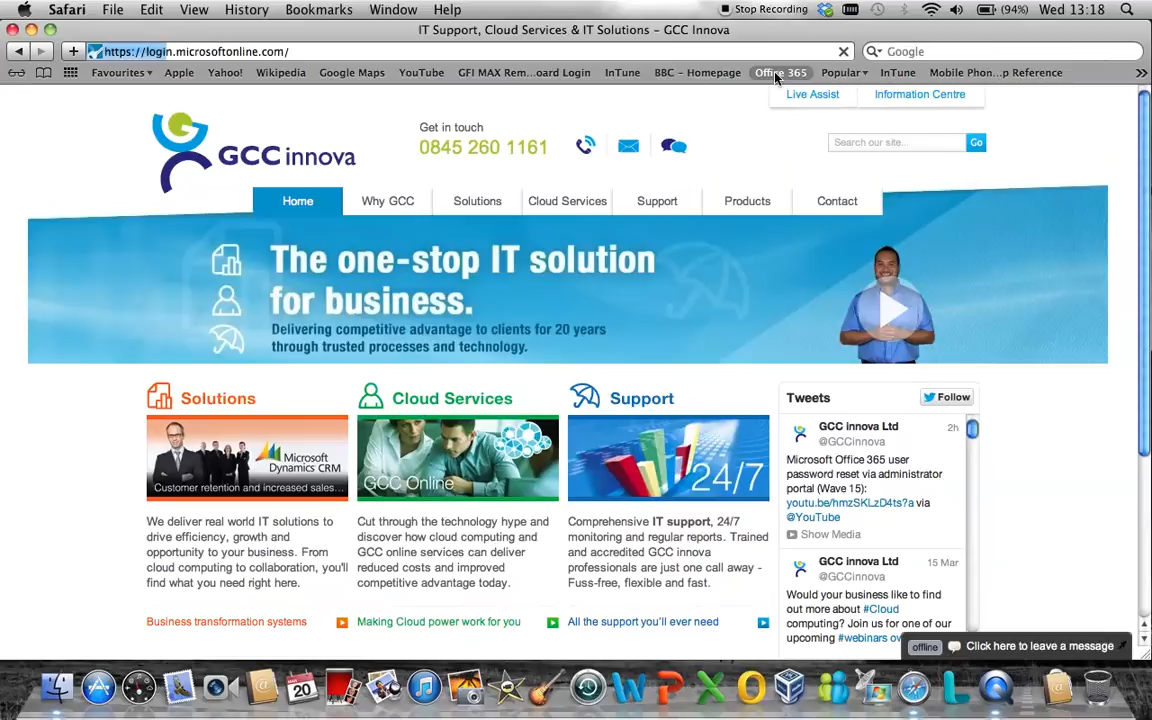 Safari File Edit View History Bookmarks Window Help Stop Recording (94%) Wed 13:18
IT Support, Cloud Services & IT Solutions – GCC Innova
https://login.microsoftonline.com/
Google
Favourites Apple Yahoo! Wikipedia Google Maps YouTube GFI MAX Rem...oard Login InTune BBC – Homepage Office 365 Popular InTune Mobile Phon...p Reference
Live Assist Information Centre
GCC innova
Get in touch
0845 260 1161
Search our site... Go
Home Why GCC Solutions Cloud Services Support Products Contact
The one-stop IT solution
for business.
Delivering competitive advantage to clients for 20 years
through trusted processes and technology.
Solutions
Microsoft
Dynamics CRM
Customer retention and increased sales...
We deliver real world IT solutions to
drive efficiency, growth and
opportunity to your business. From
cloud computing to collaboration, you'll
find what you need right here.
Business transformation systems
Cloud Services
GCC Online
Cut through the technology hype and
discover how cloud computing and
GCC online services can deliver
reduced costs and improved
competitive advantage today.
Making Cloud power work for you
Support
24/7
Comprehensive IT support, 24/7
monitoring and regular reports. Trained
and accredited GCC innova
professionals are just one call away -
Fuss-free, flexible and fast.
All the support you'll ever need
Tweets
Follow
GCC innova Ltd 2h
@GCCinnova
Microsoft Office 365 user
password reset via administrator
portal (Wave 15):
youtu.be/hmzSKLzD4ts?a via
@YouTube
Show Media
GCC innova Ltd 15 Mar
@GCCinnova
Would your business like to find
out more about #Cloud
computing? Join us for one of our
upcoming #webinars
offline Click here to leave a message
MAR
20